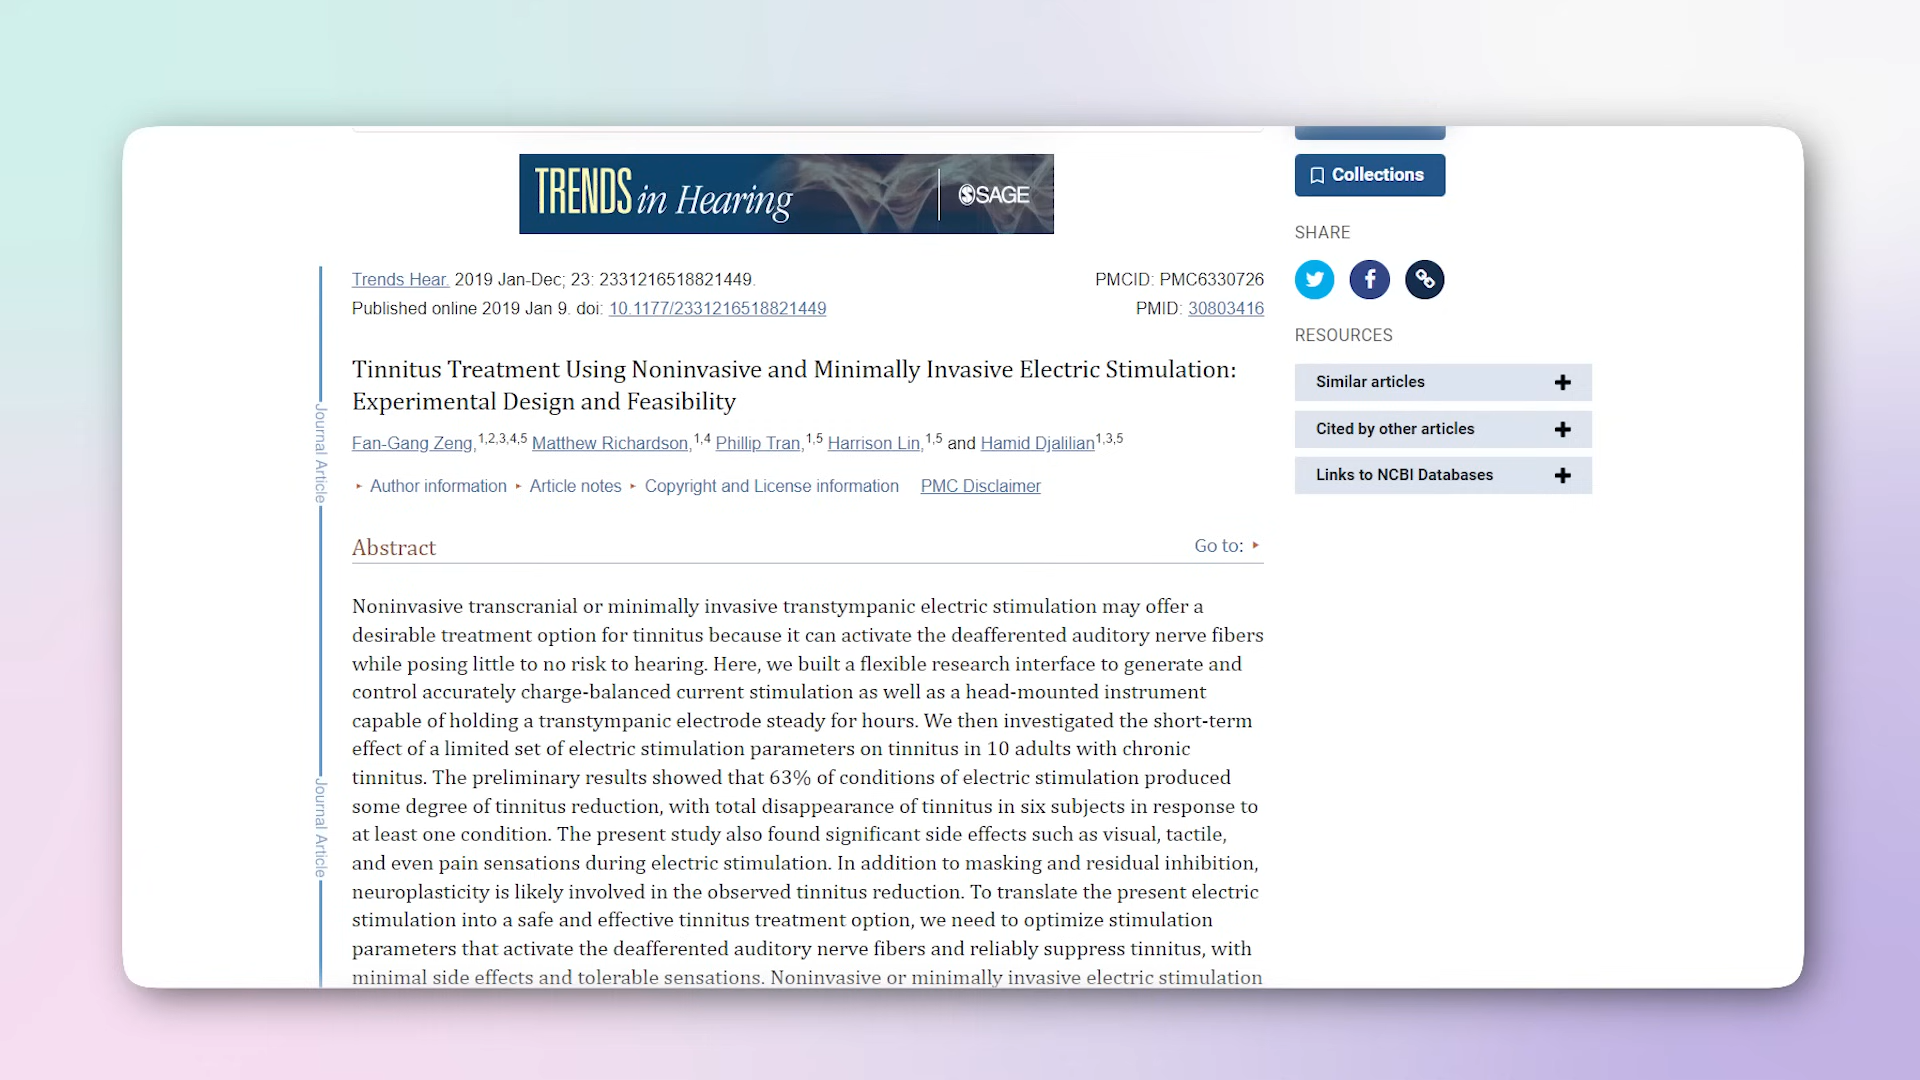 Collections
TRENDS in Hearing SAGE
SHARE
Trends Hear. 2019 Jan-Dec; 23: 2331216518821449. PMCID: PMC6330726
Published online 2019 Jan 9. doi: 10.1177/2331216518821449 PMID: 30803416
RESOURCES
Tinnitus Treatment Using Noninvasive and Minimally Invasive Electric Stimulation:
Experimental Design and Feasibility
Similar articles
Cited by other articles
Links to NCBI Databases
Fan-Gang Zeng,1,2,3,4,5 Matthew Richardson,1,4 Phillip Tran,1,5 Harrison Lin,1,5 and Hamid Djalilian1,3,5
Author information Article notes Copyright and License information PMC Disclaimer
Journal Article
Abstract Go to:
Noninvasive transcranial or minimally invasive transtympanic electric stimulation may offer a
desirable treatment option for tinnitus because it can activate the deafferented auditory nerve fibers
while posing little to no risk to hearing. Here, we built a flexible research interface to generate and
control accurately charge-balanced current stimulation as well as a head-mounted instrument
capable of holding a transtympanic electrode steady for hours. We then investigated the short-term
effect of a limited set of electric stimulation parameters on tinnitus in 10 adults with chronic
tinnitus. The preliminary results showed that 63% of conditions of electric stimulation produced
some degree of tinnitus reduction, with total disappearance of tinnitus in six subjects in response to
at least one condition. The present study also found significant side effects such as visual, tactile,
and even pain sensations during electric stimulation. In addition to masking and residual inhibition,
neuroplasticity is likely involved in the observed tinnitus reduction. To translate the present electric
stimulation into a safe and effective tinnitus treatment option, we need to optimize stimulation
parameters that activate the deafferented auditory nerve fibers and reliably suppress tinnitus, with
minimal side effects and tolerable sensations. Noninvasive or minimally invasive electric stimulation
Journal Article